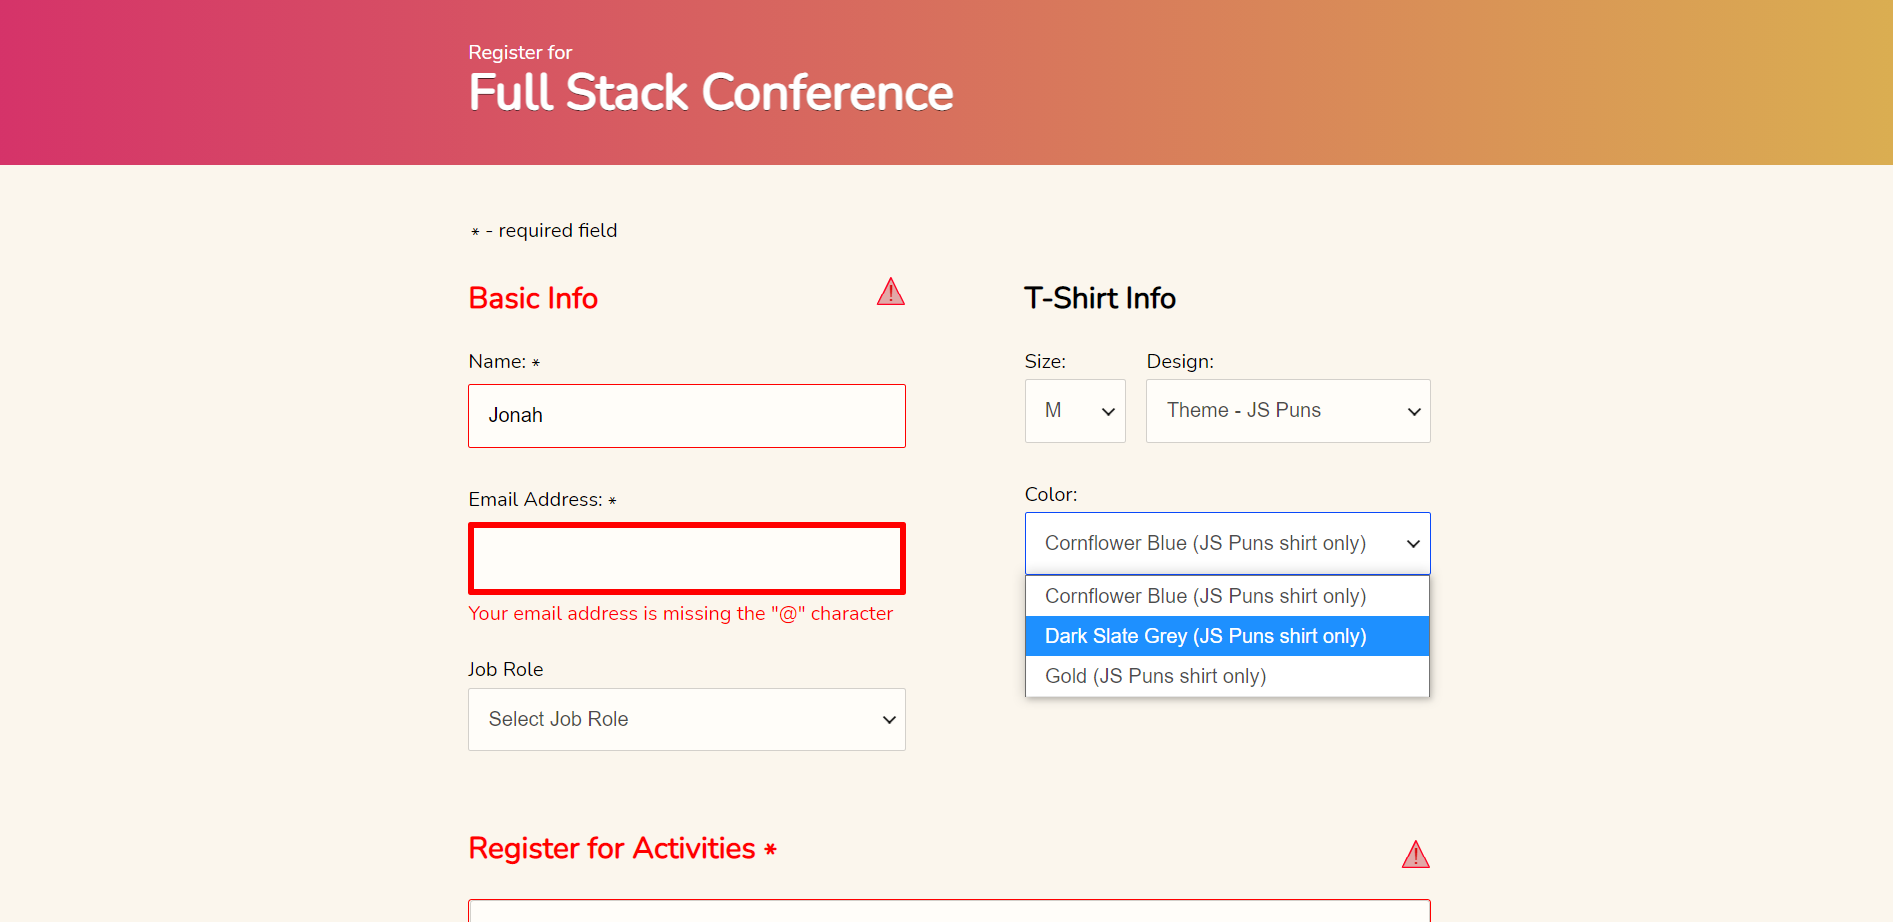 Register for
Full Stack Conference
* - required field
Basic Info
Name: *
Jonah
Email Address: *
Your email address is missing the "@" character
Job Role
Select Job Role
T-Shirt Info
Size:
M
Design:
Theme - JS Puns
Color:
Cornflower Blue (JS Puns shirt only)
Cornflower Blue (JS Puns shirt only)
Dark Slate Grey (JS Puns shirt only)
Gold (JS Puns shirt only)
Register for Activities *